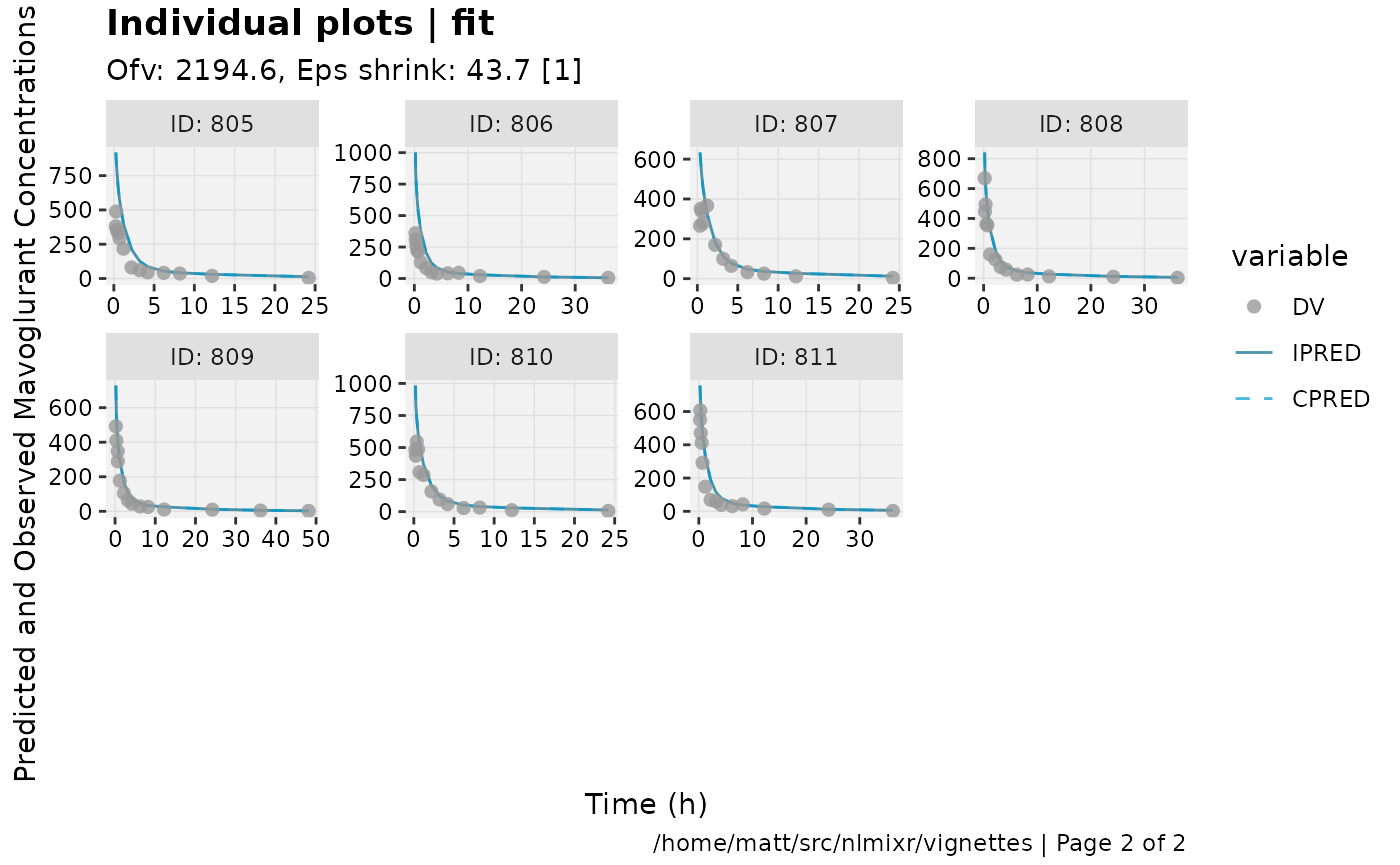 Individual plots | fit
Ofv: 2194.6, Eps shrink: 43.7 [1]
Predicted and Observed Mavoglurant Concentrations
ID: 805
ID: 806
ID: 807
ID: 808
750
500
250
0
1000
750
500
250
0
600
400
200
0
800
600
400
200
0
0 5 10 15 20 25
0 10 20 30
0 5 10 15 20 25
0 10 20 30
ID: 809
ID: 810
ID: 811
600
400
200
0
1000
750
500
250
0
600
400
200
0
0 10 20 30 40 50
0 5 10 15 20 25
0 10 20 30
variable
DV
IPRED
CPRED
Time (h)
/home/matt/src/nlmixr/vignettes | Page 2 of 2